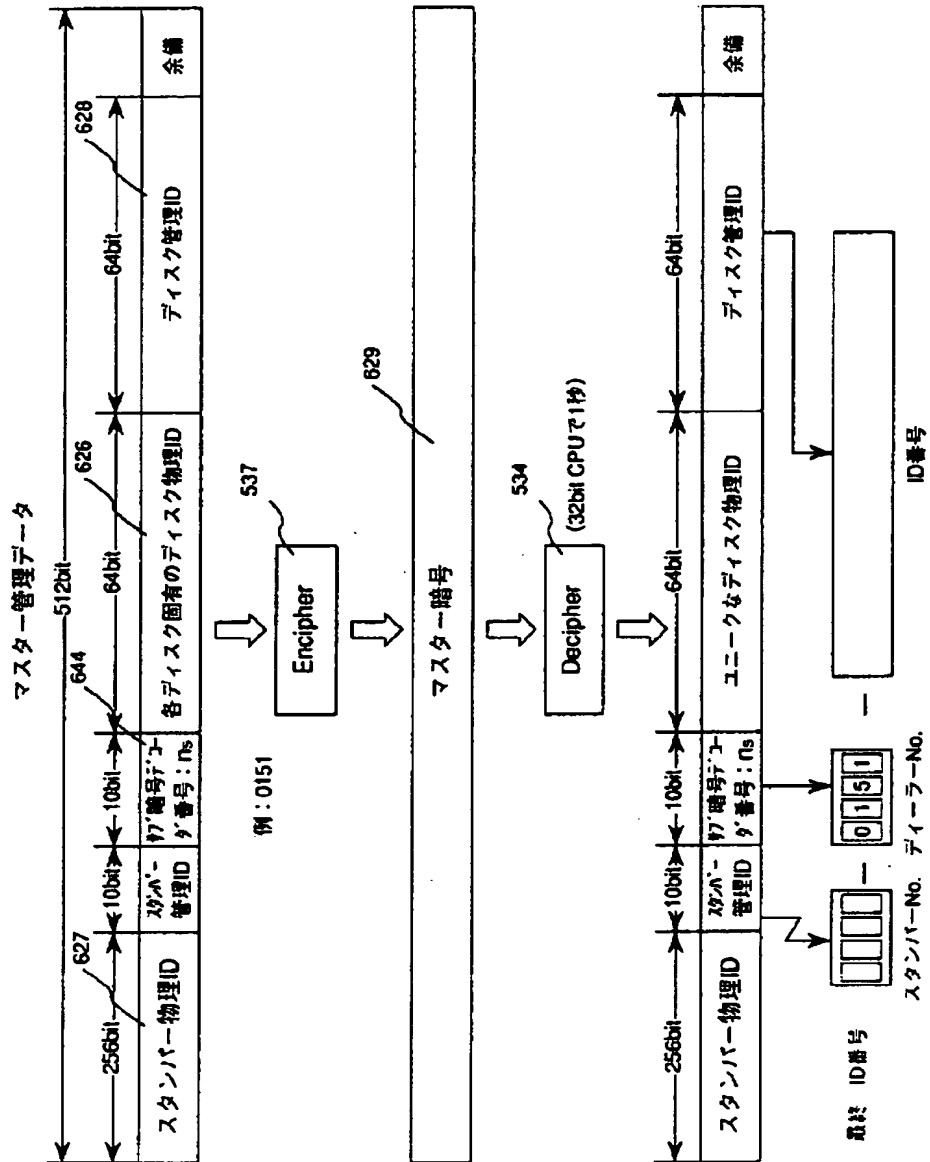 マスター管理データ
512bit
627
644
626
628
256bit
10bit
10bit
64bit
64bit
スタンパー物理ID
スタンパー
管理ID
サブ暗号デコー
ダ番号：ns
各ディスク固有のディスク物理ID
ディスク管理ID
余備
例：0151
Encipher
537
マスター暗号
629
Decipher
534
(32bit CPUで1秒)
256bit
10bit
10bit
64bit
64bit
スタンパー物理ID
スタンパー
管理ID
サブ暗号デコー
ダ番号：ns
ユニークなディスク物理ID
ディスク管理ID
余備
最終 ID番号
— 0151 —
スタンパーNo. ディーラーNo. ID番号